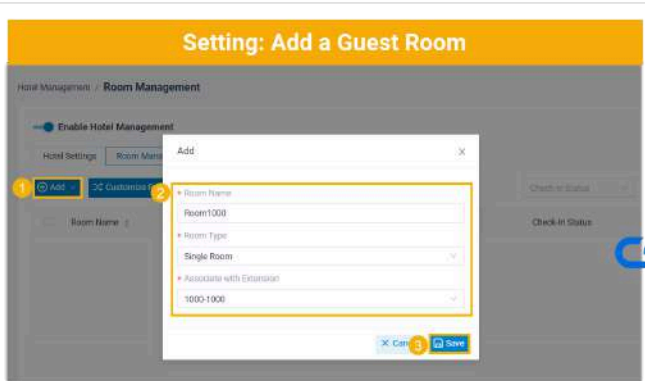 Setting: Add a Guest Room
Hotel Management / Room Management
Enable Hotel Management
Hotel Settings Room
Add
X
1 Add Customize
2
* Room Name
Room1000
* Room Type
Single Room
* Associate with Extension
1000-1000
Check-in Status
Room Name
Check-In Status
X
3 Save